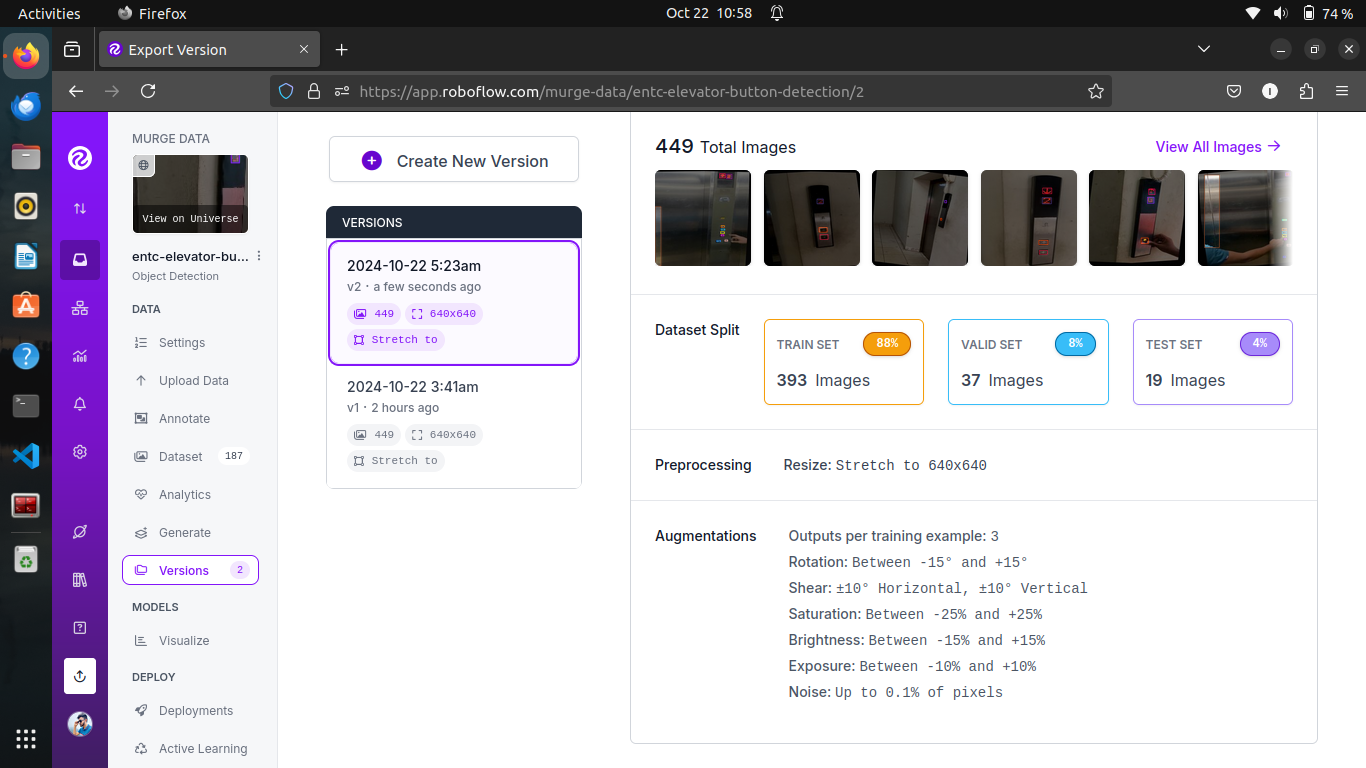 Activities
Firefox
Oct 22 10:58
74 %
Export Version
https://app.roboflow.com/murge-data/entc-elevator-button-detection/2
MURGE DATA
View on Universe
entc-elevator-bu...
Object Detection
DATA
Settings
Upload Data
Annotate
Dataset 187
Analytics
Generate
Versions 2
MODELS
Visualize
DEPLOY
Deployments
Active Learning
Create New Version
VERSIONS
2024-10-22 5:23am
v2 · a few seconds ago
449 640x640
Stretch to
2024-10-22 3:41am
v1 · 2 hours ago
449 640x640
Stretch to
449 Total Images
View All Images →
Dataset Split
TRAIN SET 88%
393 Images
VALID SET 8%
37 Images
TEST SET 4%
19 Images
Preprocessing
Resize: Stretch to 640x640
Augmentations
Outputs per training example: 3
Rotation: Between -15° and +15°
Shear: ±10° Horizontal, ±10° Vertical
Saturation: Between -25% and +25%
Brightness: Between -15% and +15%
Exposure: Between -10% and +10%
Noise: Up to 0.1% of pixels